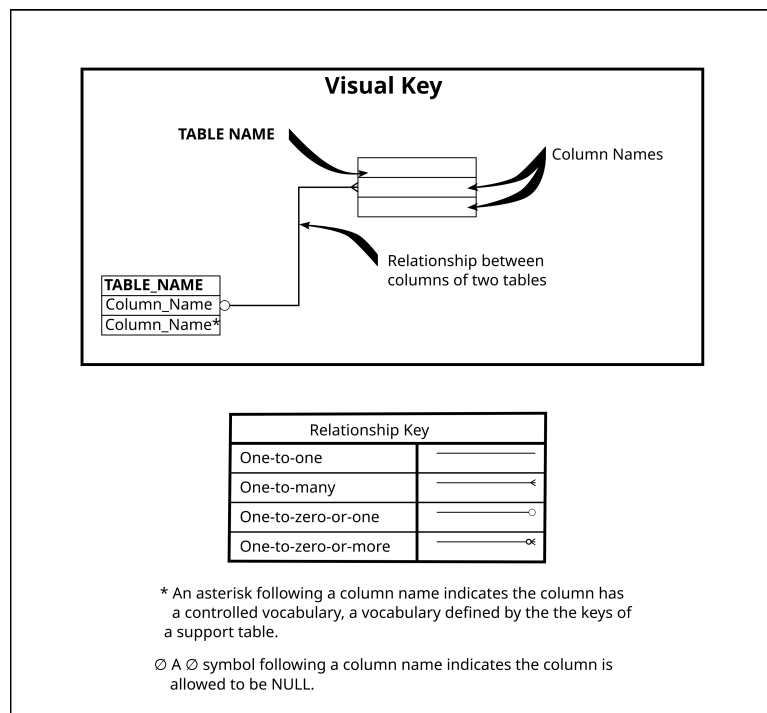 Visual Key
TABLE NAME
Column Names
Relationship between
columns of two tables
TABLE_NAME
Column_Name
Column_Name*
Relationship Key
One-to-one
One-to-many
One-to-zero-or-one
One-to-zero-or-more
* An asterisk following a column name indicates the column has
a controlled vocabulary, a vocabulary defined by the the keys of
a support table.
∅ A ∅ symbol following a column name indicates the column is
allowed to be NULL.